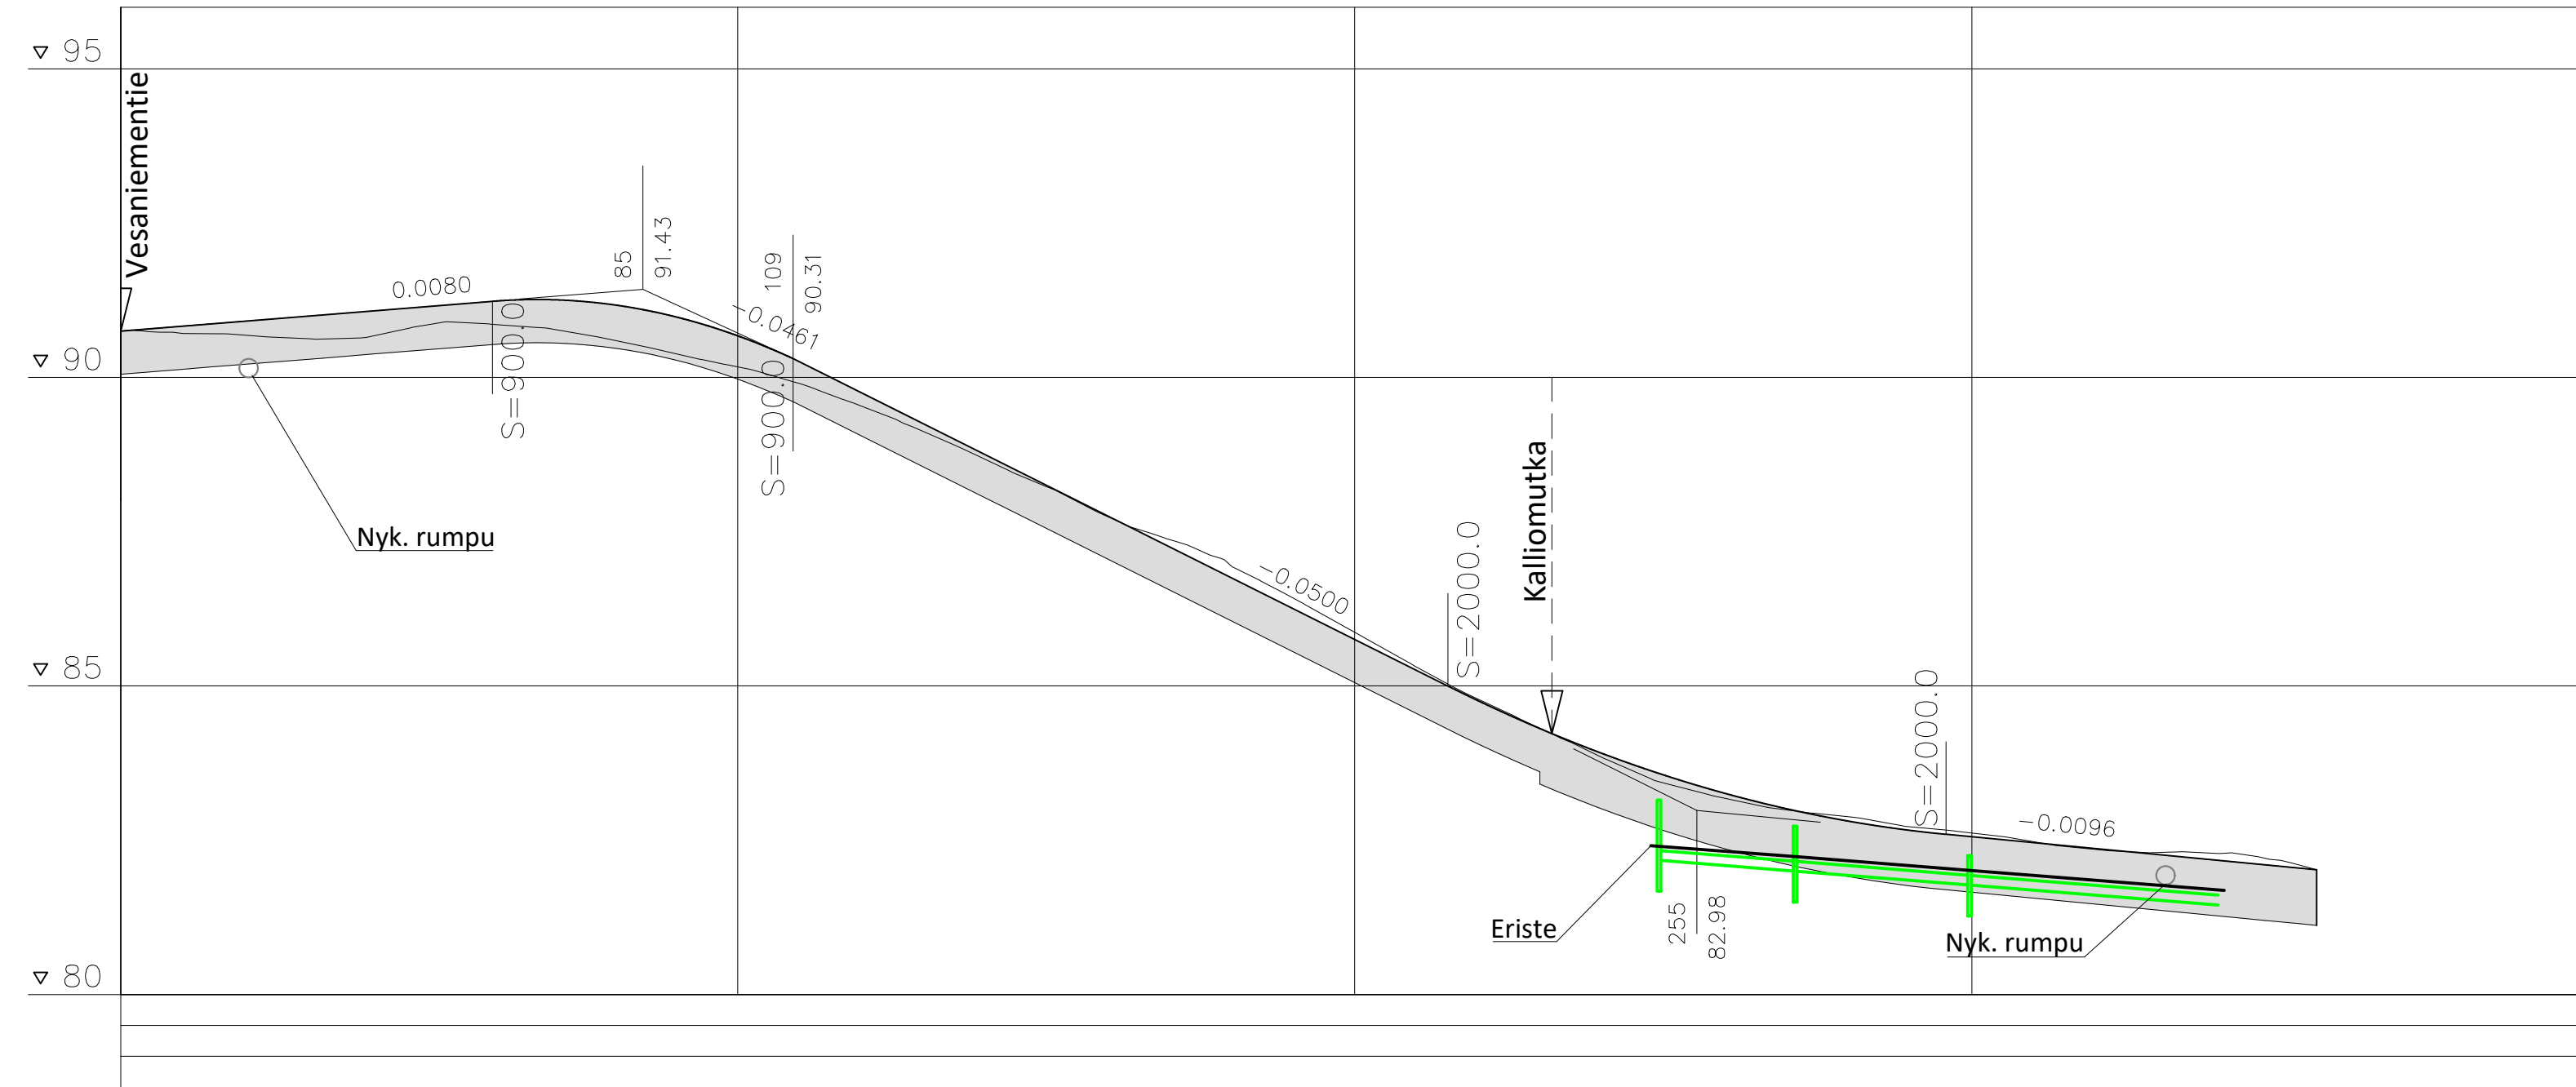 95
Vesaniementie
85
91.43
109
90.31
0.0080
-0.0461
90
S=900.0
S=900.0
Nyk. rumpu
Kalliomutka
S=2000.0
-0.0500
85
S=2000.0
-0.0096
Eriste
255
82.98
Nyk. rumpu
80